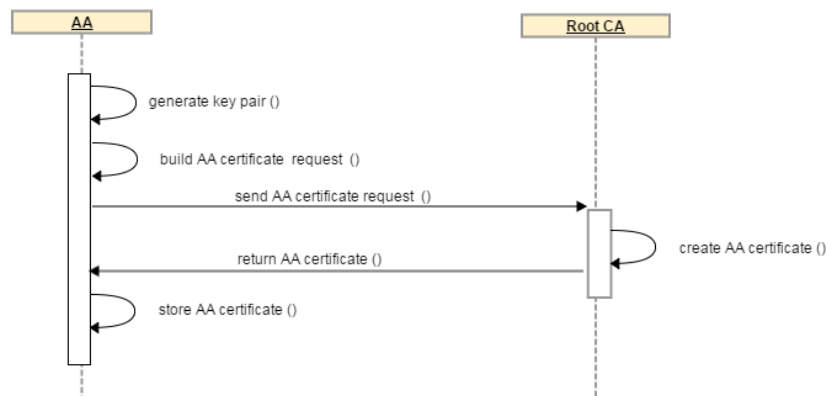 AA
Root CA
generate key pair ()
build AA certificate request ()
send AA certificate request ()
create AA certificate ()
return AA certificate ()
store AA certificate ()